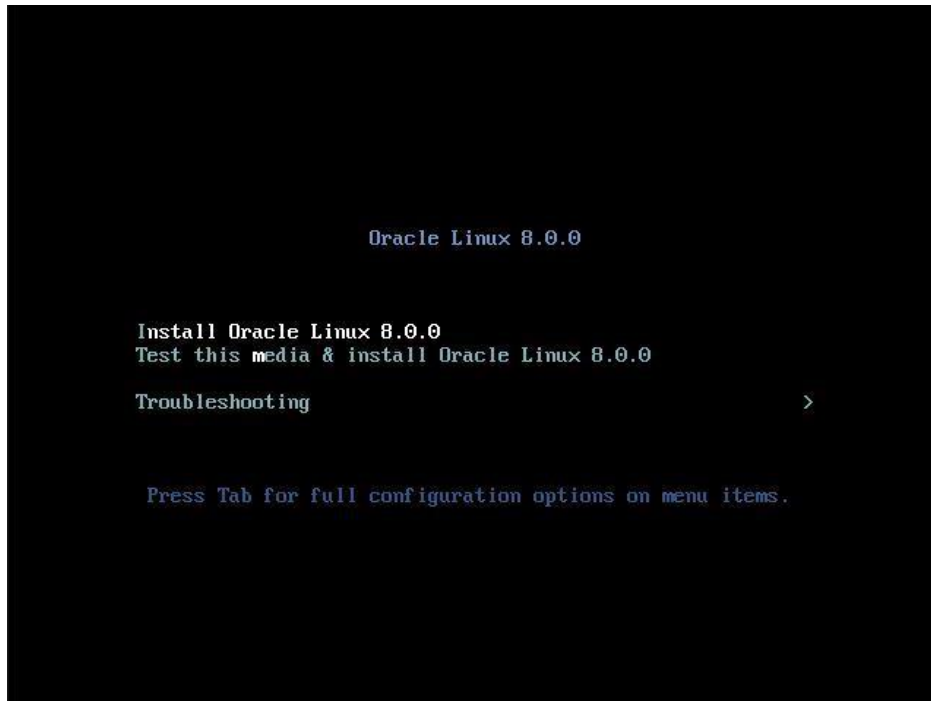 Oracle Linux 8.0.0
Install Oracle Linux 8.0.0
Test this media & install Oracle Linux 8.0.0
Troubleshooting >
Press Tab for full configuration options on menu items.